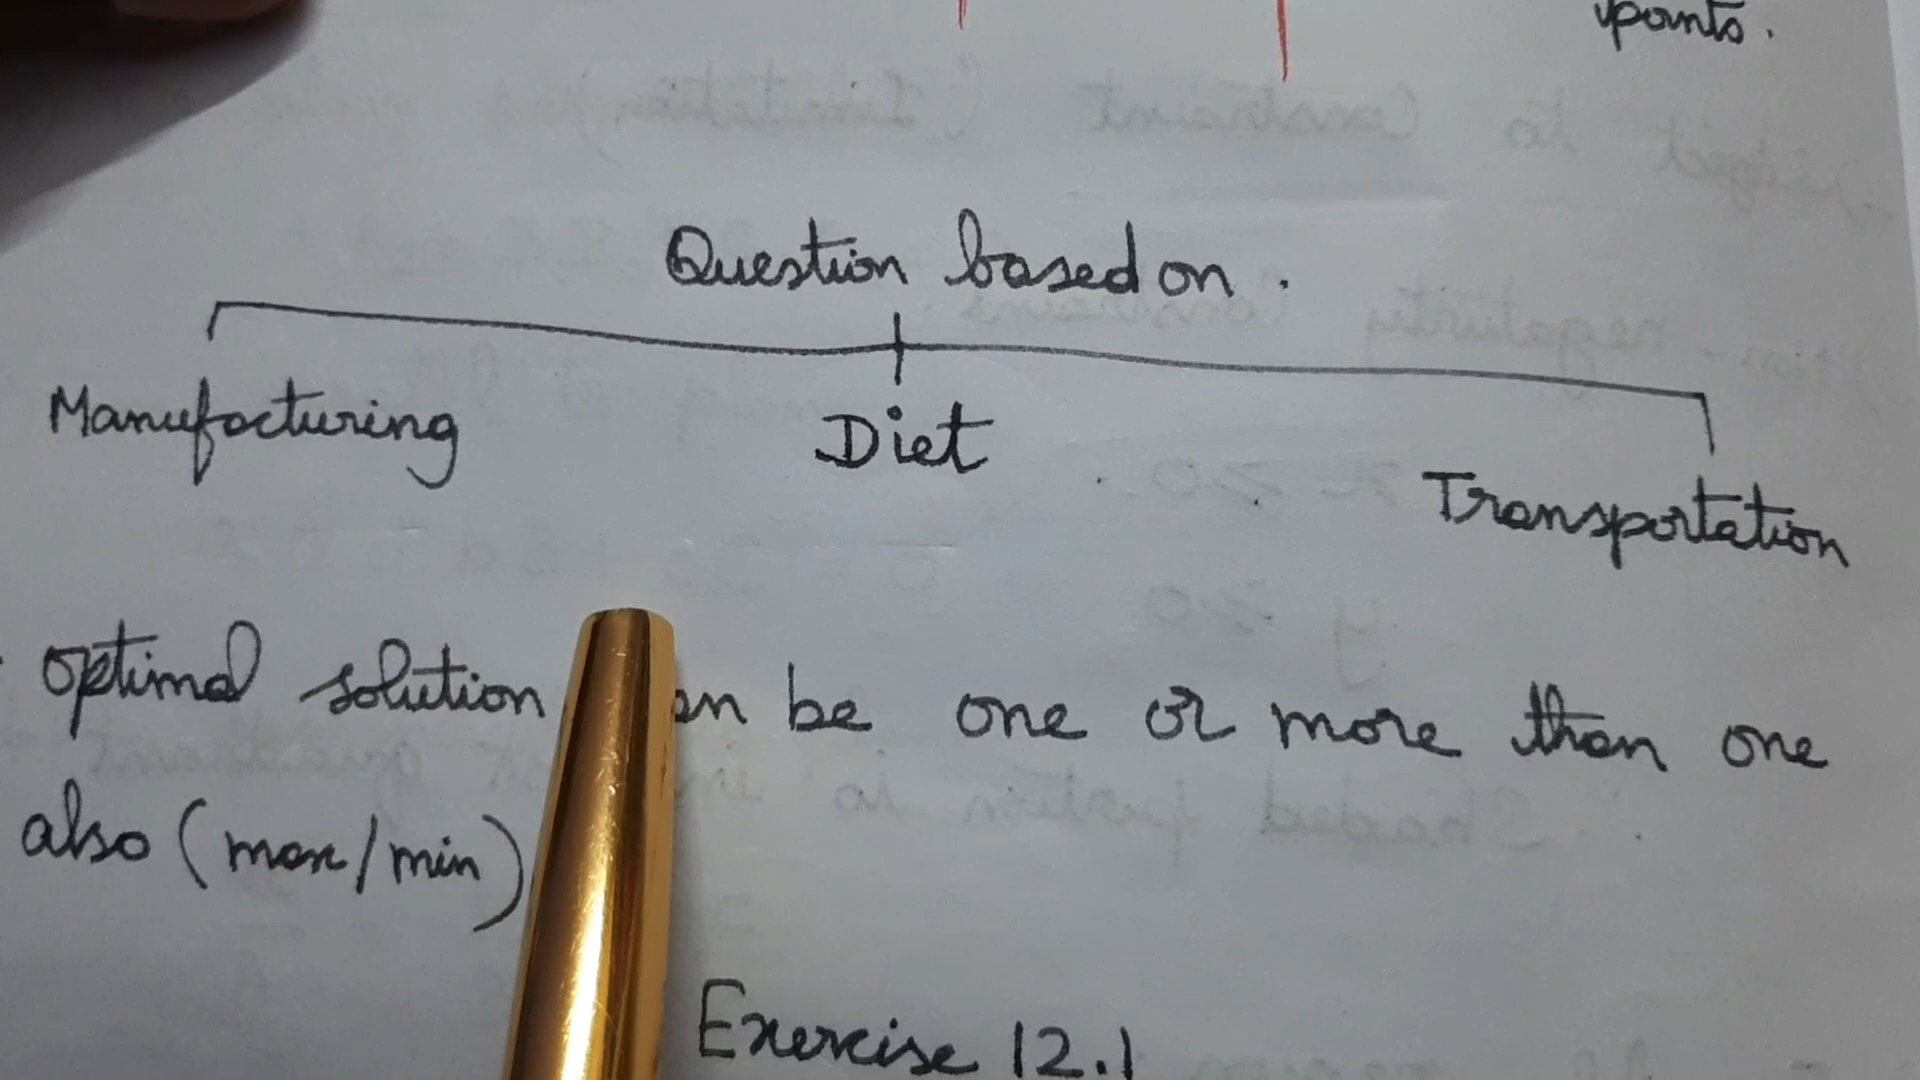 points.
Question based on.
Manufacturing Diet Transportation
optimal solution be one or more than one
also (max/min)
Exercise 12.1